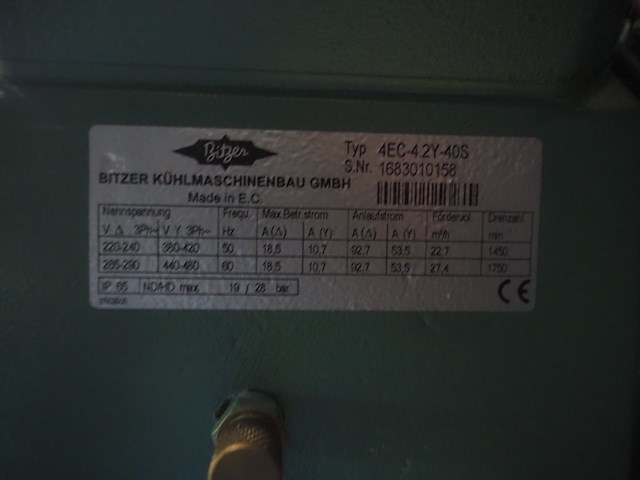 Bitzer
Typ 4EC-4.2Y-40S
S.Nr. 1683010158
BITZER KÜHLMASCHINENBAU GMBH
Made in E.C.
Nennspannung Frequ. Max.Betr.strom Anlaufstrom Fördervol Drehzahl
V Δ 3Ph~ V Y 3Ph~ Hz A (Δ) A (Y) A (Δ) A (Y) m³/h min
220-240 380-420 50 18,5 10,7 92,7 53,5 22,7 1450
265-290 440-480 60 18,5 10,7 92,7 53,5 27,4 1750
IP 65 ND/HD max. 19 / 28 bar
CE